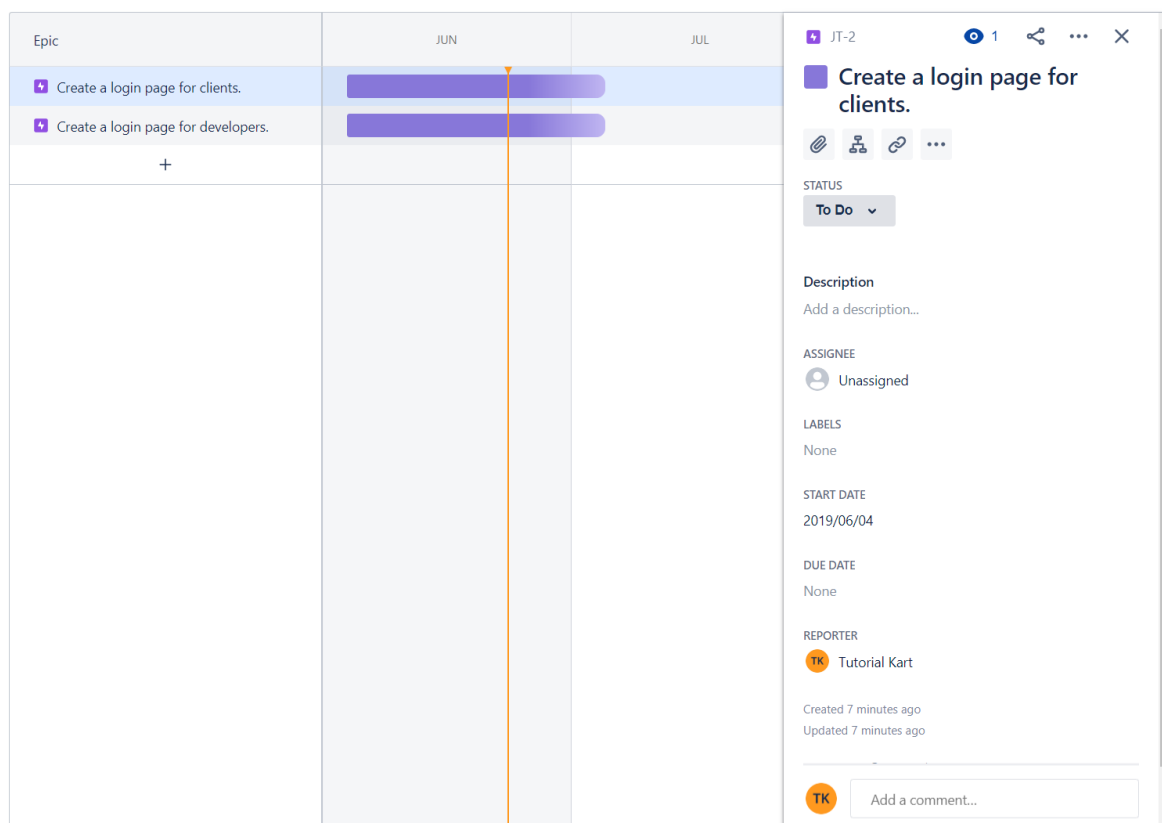 Epic
JUN
JUL
Create a login page for clients.
Create a login page for developers.
+
JT-2
1
Create a login page for
clients.
STATUS
To Do
Description
Add a description...
ASSIGNEE
Unassigned
LABELS
None
START DATE
2019/06/04
DUE DATE
None
REPORTER
TK Tutorial Kart
Created 7 minutes ago
Updated 7 minutes ago
TK
Add a comment...